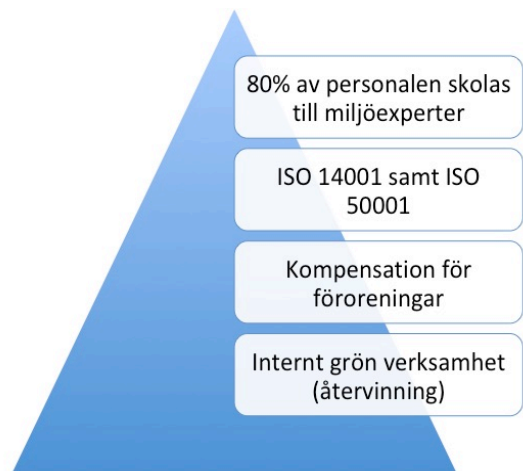 80% av personalen skolas
till miljöexperter
ISO 14001 samt ISO
50001
Kompensation för
föroreningar
Internt grön verksamhet
(återvinning)